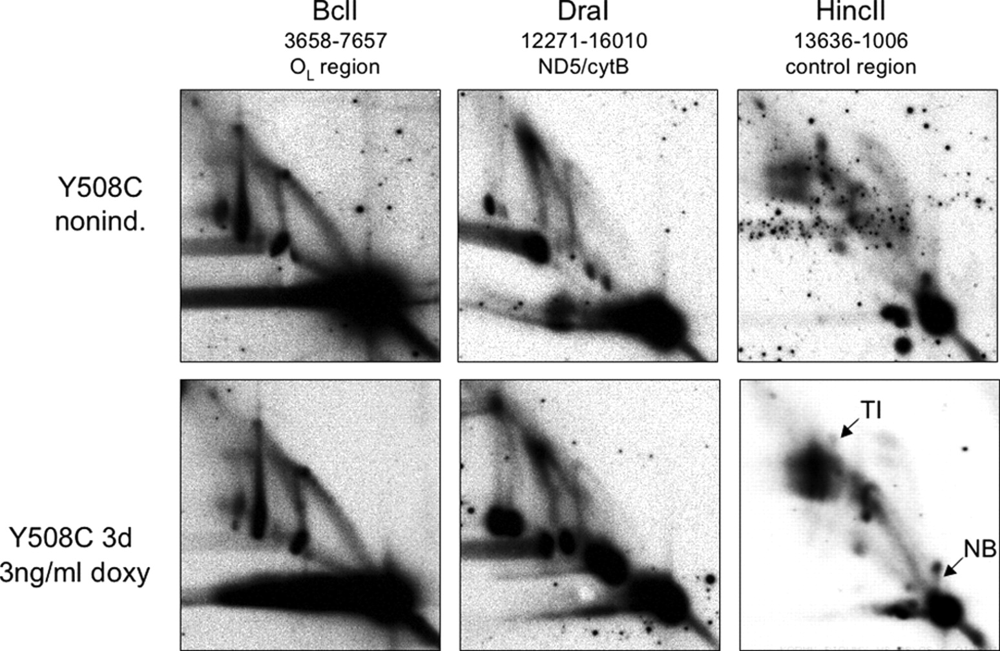 BclI
3658-7657
OL region
DraI
12271-16010
ND5/cytB
HincII
13636-1006
control region
Y508C
nonind.
Y508C 3d
3ng/ml doxy
TI
NB